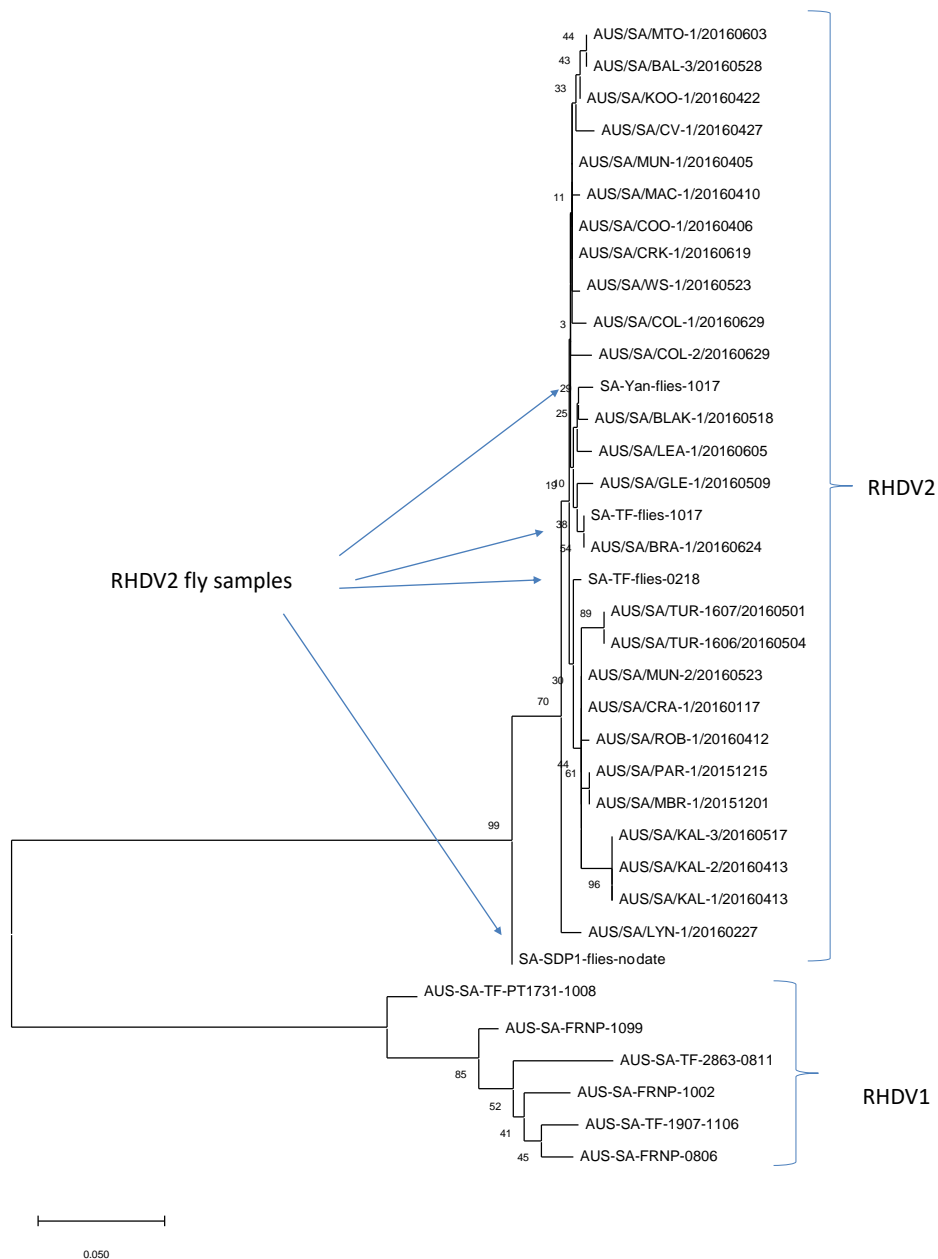 44
AUS/SA/MTO-1/20160603
43
AUS/SA/BAL-3/20160528
33
AUS/SA/KOO-1/20160422
AUS/SA/CV-1/20160427
AUS/SA/MUN-1/20160405
11
AUS/SA/MAC-1/20160410
AUS/SA/COO-1/20160406
AUS/SA/CRK-1/20160619
AUS/SA/WS-1/20160523
3
AUS/SA/COL-1/20160629
AUS/SA/COL-2/20160629
29
SA-Yan-flies-1017
25
AUS/SA/BLAK-1/20160518
AUS/SA/LEA-1/20160605
19
10
AUS/SA/GLE-1/20160509
RHDV2
38
SA-TF-flies-1017
54
AUS/SA/BRA-1/20160624
RHDV2 fly samples
SA-TF-flies-0218
89
AUS/SA/TUR-1607/20160501
AUS/SA/TUR-1606/20160504
30
AUS/SA/MUN-2/20160523
70
AUS/SA/CRA-1/20160117
AUS/SA/ROB-1/20160412
44
61
AUS/SA/PAR-1/20151215
AUS/SA/MBR-1/20151201
99
AUS/SA/KAL-3/20160517
AUS/SA/KAL-2/20160413
96
AUS/SA/KAL-1/20160413
AUS/SA/LYN-1/20160227
SA-SDP1-flies-nodate
AUS-SA-TF-PT1731-1008
AUS-SA-FRNP-1099
AUS-SA-TF-2863-0811
85
AUS-SA-FRNP-1002
RHDV1
52
AUS-SA-TF-1907-1106
41
AUS-SA-FRNP-0806
45
0.050